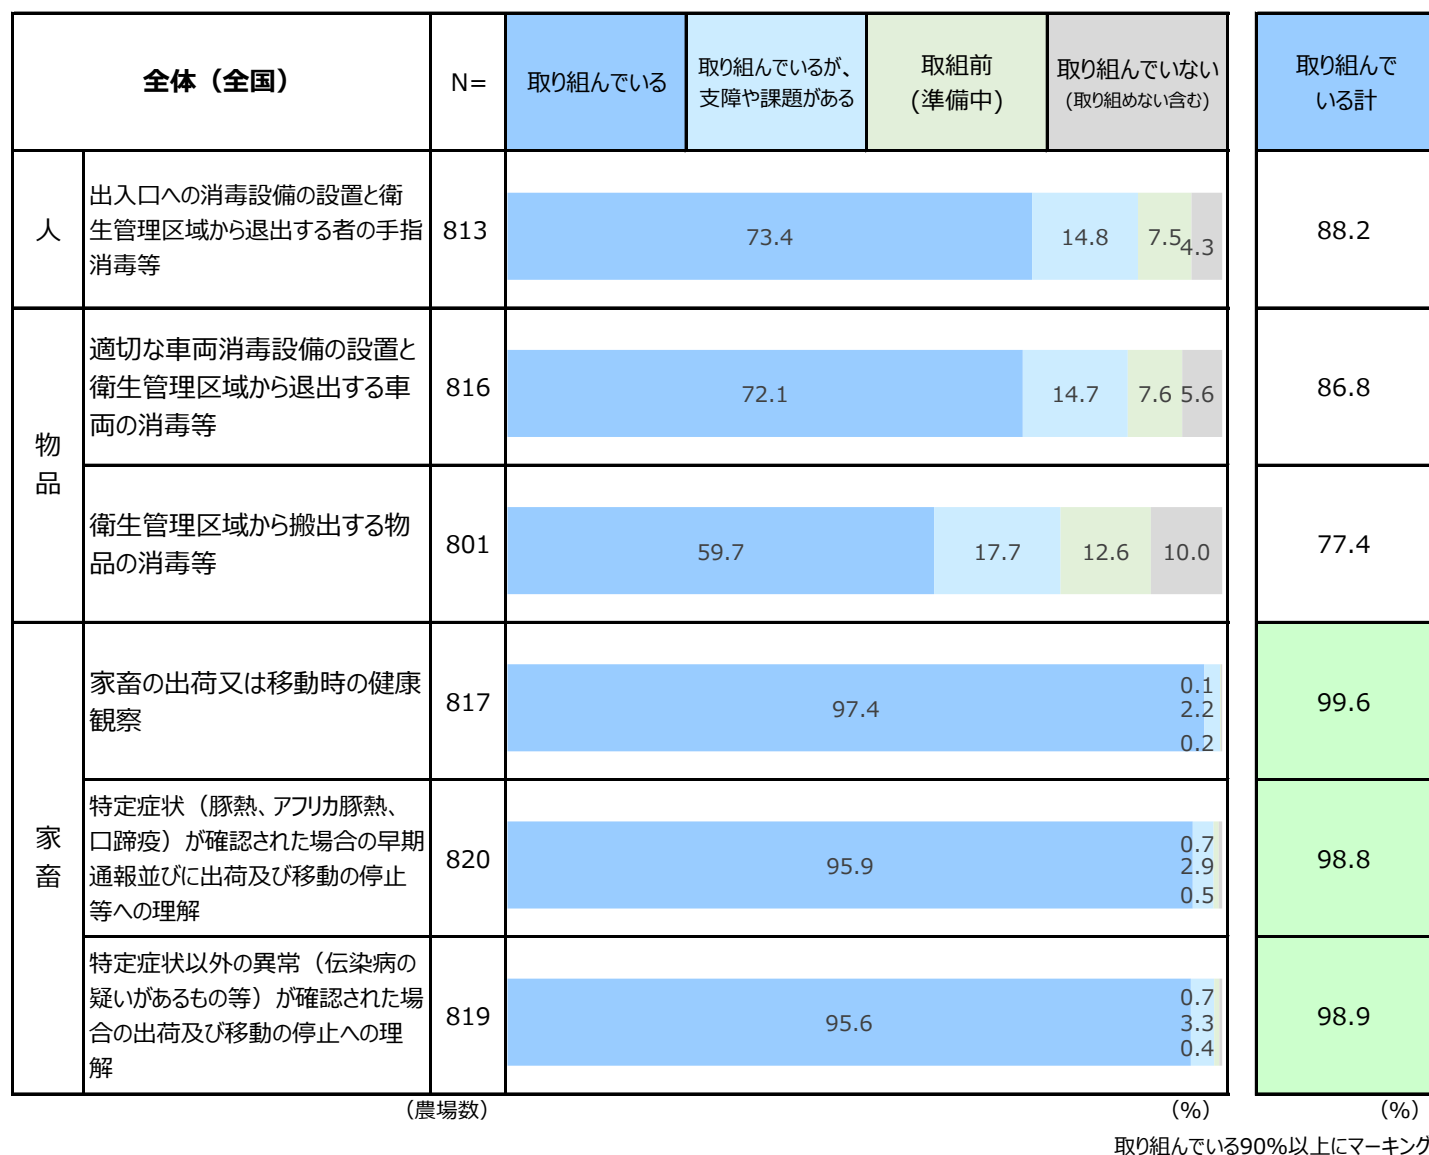 全体（全国）
N=
取り組んでいる
取り組んでいるが、
支障や課題がある
取組前
(準備中)
取り組んでいない
(取り組めない含む)
取り組んで
いる計
人
出入口への消毒設備の設置と衛
生管理区域から退出する者の手指
消毒等
813
73.4
14.8
7.5
4.3
88.2
物
品
適切な車両消毒設備の設置と
衛生管理区域から退出する車
両の消毒等
816
72.1
14.7
7.6
5.6
86.8
衛生管理区域から搬出する物
品の消毒等
801
59.7
17.7
12.6
10.0
77.4
家
畜
家畜の出荷又は移動時の健康
観察
817
97.4
0.1
2.2
0.2
99.6
特定症状（豚熱、アフリカ豚熱、
口蹄疫）が確認された場合の早期
通報並びに出荷及び移動の停止
等への理解
820
95.9
0.7
2.9
0.5
98.8
特定症状以外の異常（伝染病の
疑いがあるもの等）が確認された場
合の出荷及び移動の停止への理
解
819
95.6
0.7
3.3
0.4
98.9
（農場数）
（%）
（%）
取り組んでいる90%以上にマーキング